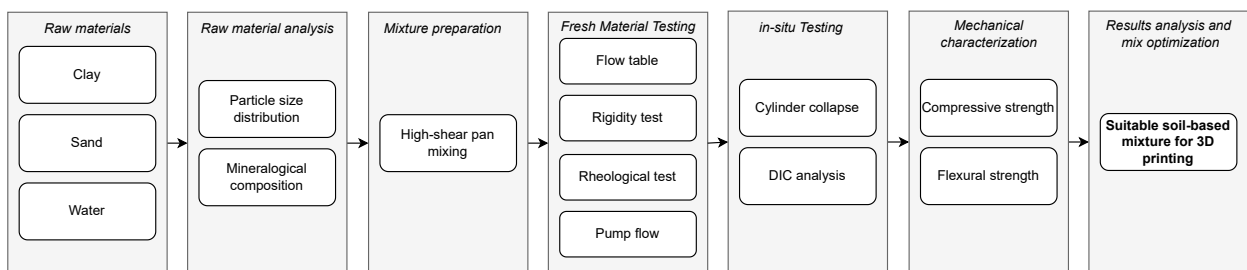 Raw materials
Clay
Sand
Water
Raw material analysis
Particle size
distribution
Mineralogical
composition
Mixture preparation
High-shear pan
mixing
Fresh Material Testing
Flow table
Rigidity test
Rheological test
Pump flow
in-situ Testing
Cylinder collapse
DIC analysis
Mechanical
characterization
Compressive strength
Flexural strength
Results analysis and
mix optimization
Suitable soil-based
mixture for 3D
printing